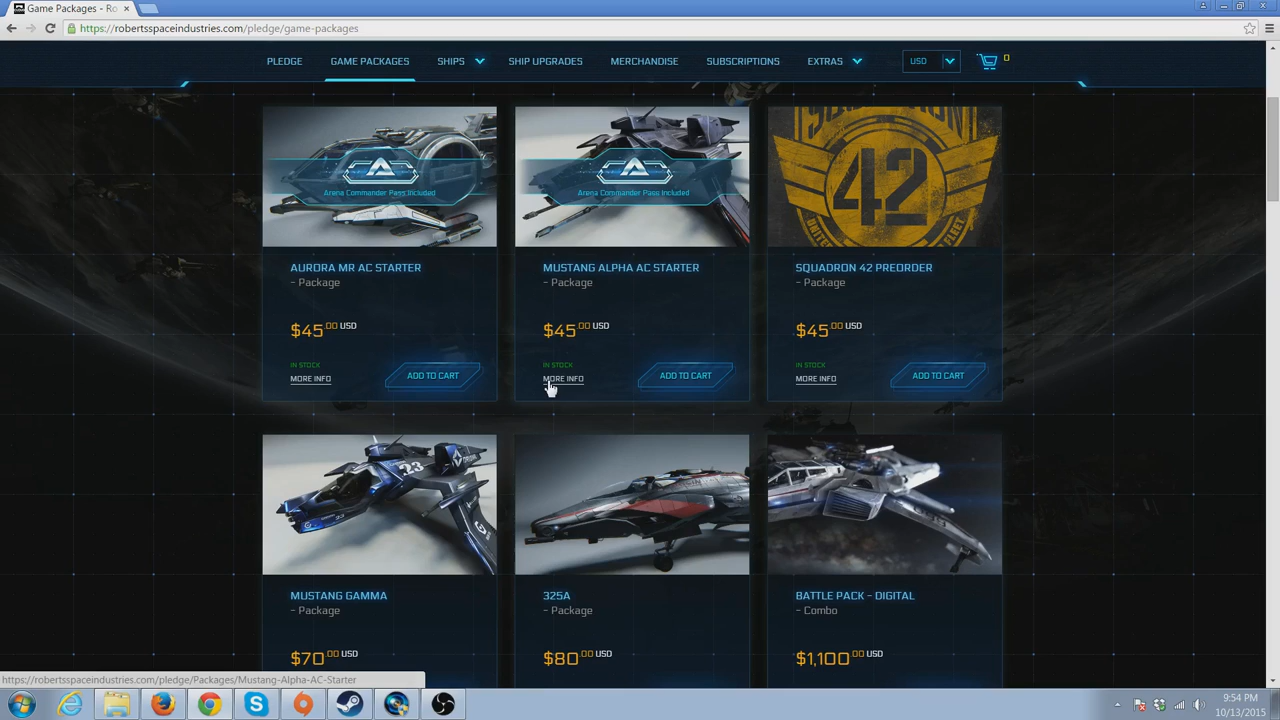 Game Packages - Ro
https://robertsspaceindustries.com/pledge/game-packages
PLEDGE GAME PACKAGES SHIPS SHIP UPGRADES MERCHANDISE SUBSCRIPTIONS EXTRAS USD 0
Arena Commander Pass Included
AURORA MR AC STARTER
- Package
$45.00 USD
IN STOCK
MORE INFO
ADD TO CART
Arena Commander Pass Included
MUSTANG ALPHA AC STARTER
- Package
$45.00 USD
IN STOCK
MORE INFO
ADD TO CART
42
SQUADRON 42 PREORDER
- Package
$45.00 USD
IN STOCK
MORE INFO
ADD TO CART
23
MUSTANG GAMMA
- Package
$70.00 USD
325A
- Package
$80.00 USD
BATTLE PACK - DIGITAL
- Combo
$1,100.00 USD
https://robertsspaceindustries.com/pledge/Packages/Mustang-Alpha-AC-Starter
9:54 PM
10/13/2015